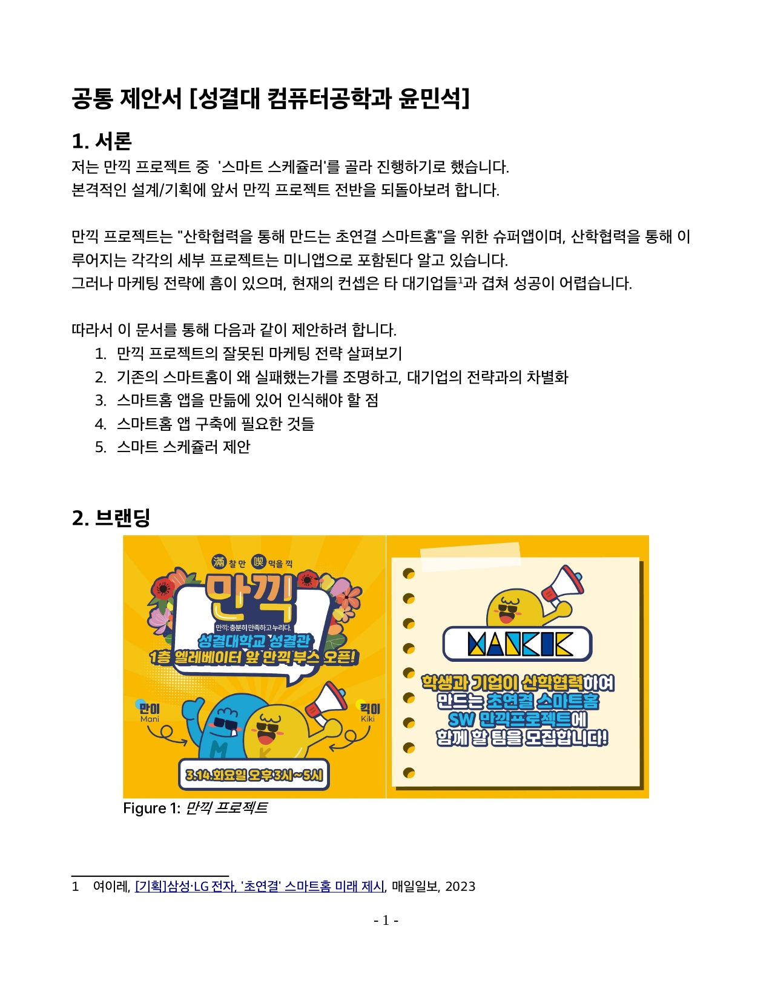 공통 제안서 [성결대 컴퓨터공학과 윤민석]
1. 서론
저는 만끽 프로젝트 중  '스마트 스케쥴러'를 골라 진행하기로 했습니다.
본격적인 설계/기획에 앞서 만끽 프로젝트 전반을 되돌아보려 합니다.
만끽 프로젝트는 "산학협력을 통해 만드는 초연결 스마트홈"을 위한 슈퍼앱이며, 산학협력을 통해 이
루어지는 각각의 세부 프로젝트는 미니앱으로 포함된다 알고 있습니다.
그러나 마케팅 전략에 흠이 있으며, 현재의 컨셉은 타 대기업들1과 겹쳐 성공이 어렵습니다.
따라서 이 문서를 통해 다음과 같이 제안하려 합니다.
1. 만끽 프로젝트의 잘못된 마케팅 전략 살펴보기
2. 기존의 스마트홈이 왜 실패했는가를 조명하고, 대기업의 전략과의 차별화
3. 스마트홈 앱을 만듦에 있어 인식해야 할 점
4. 스마트홈 앱 구축에 필요한 것들
5. 스마트 스케쥴러 제안
2. 브랜딩
滿 찰 만 喫 먹을 끽
만끽
만끽: 충분히 만족하고 누리다.
성결대학교 성결관
1층 엘레베이터 앞 만끽 부스 오픈!
만이
Mani
끽이
Kiki
M K
3.14.화요일 오후 3시~5시
MANKIK
학생과 기업이 산학협력하여
만드는 초연결 스마트홈
SW 만끽프로젝트에
함께 할 팀을 모집합니다!
Figure 1: 만끽 프로젝트
1 여이레, [기획]삼성·LG전자, '초연결' 스마트홈 미래 제시, 매일일보, 2023
- 1 -